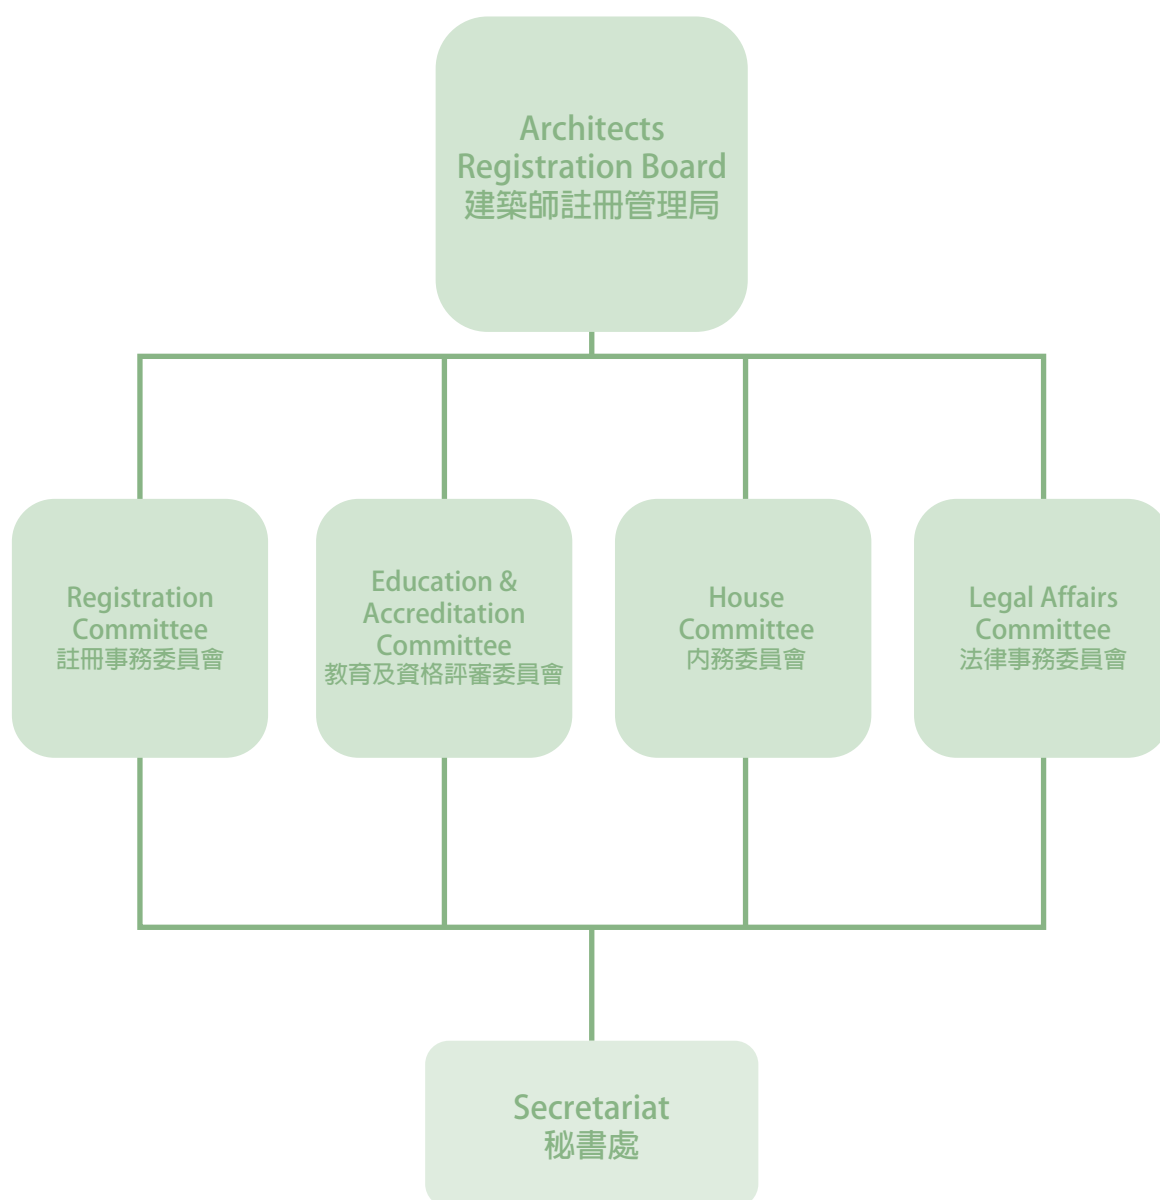 Architects
Registration Board
建築師註冊管理局
Registration
Committee
註冊事務委員會
Education &
Accreditation
Committee
教育及資格評審委員會
House
Committee
内務委員會
Legal Affairs
Committee
法律事務委員會
Secretariat
秘書處